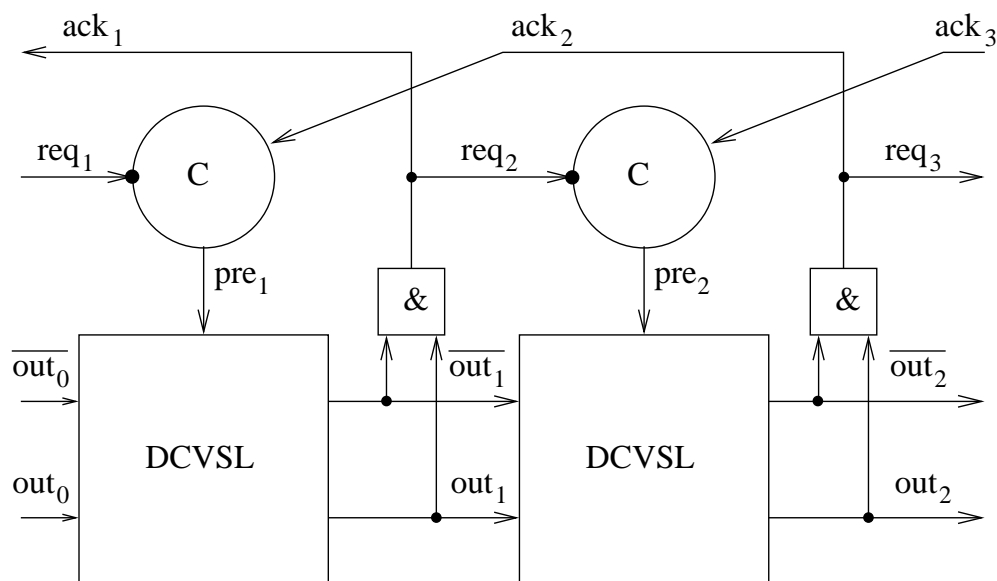 ack₁ ack₂ ack₃
req₁ C req₂ C req₃
pre₁ & pre₂ &
out₀ out₁ out₂
DCVSL DCVSL
out₀ out₁ out₂